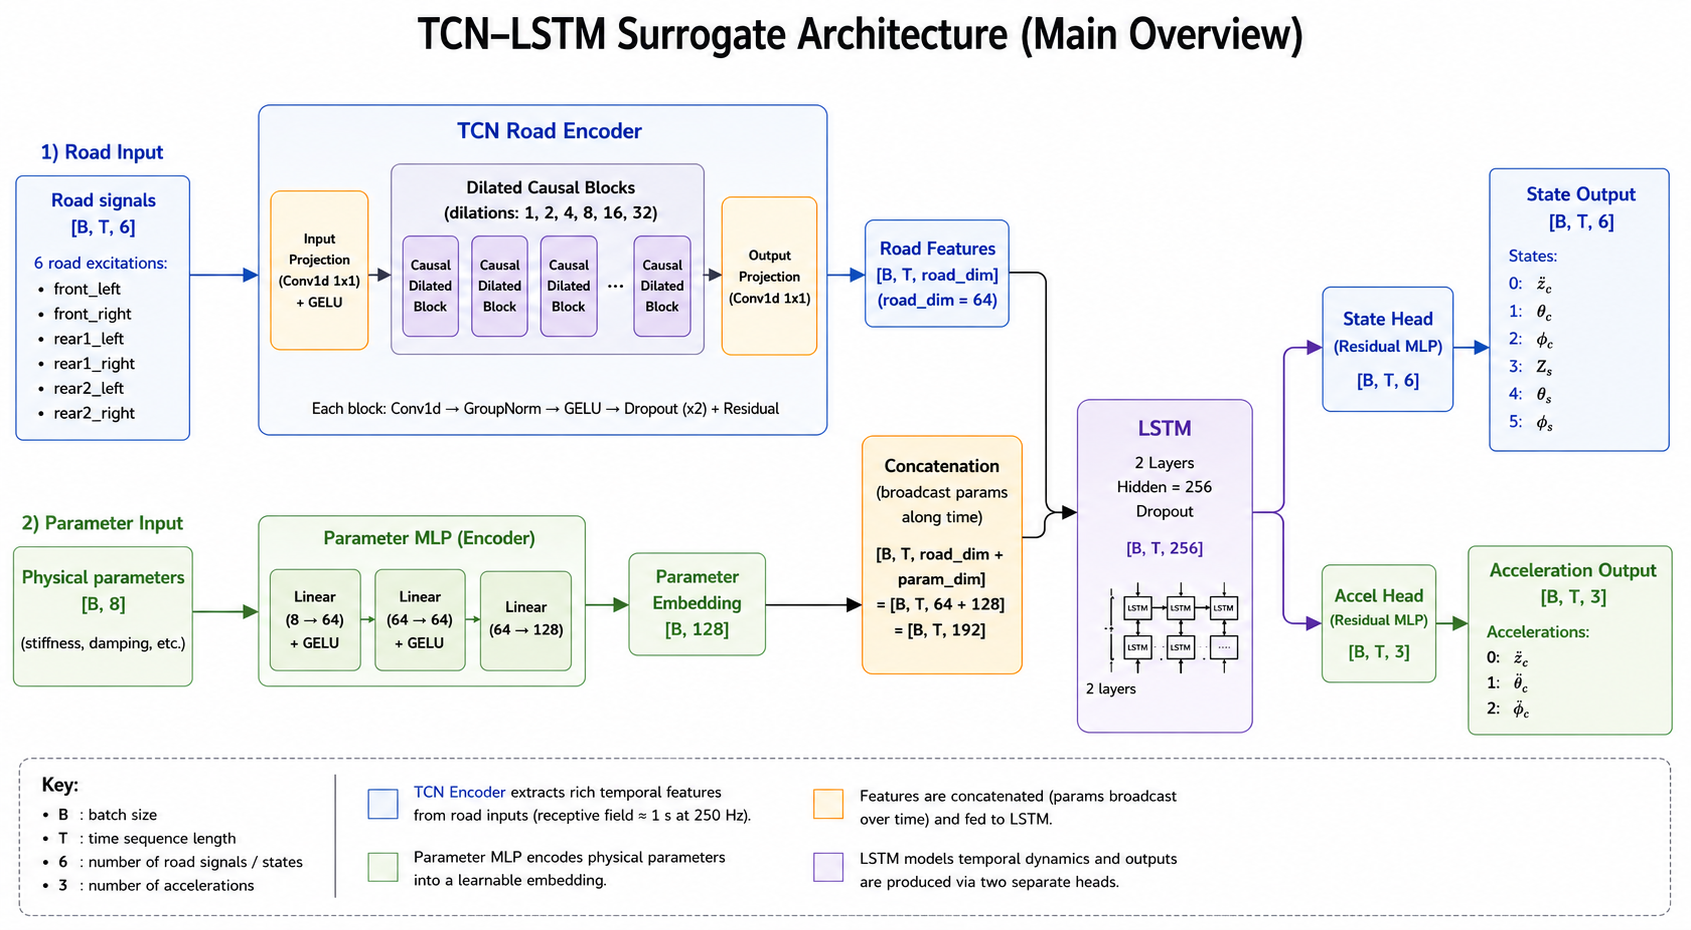 TCN–LSTM Surrogate Architecture (Main Overview)
1) Road Input
Road signals
[B, T, 6]
6 road excitations:
• front_left
• front_right
• rear1_left
• rear1_right
• rear2_left
• rear2_right
TCN Road Encoder
Input
Projection
(Conv1d 1x1)
+ GELU
Dilated Causal Blocks
(dilations: 1, 2, 4, 8, 16, 32)
Causal
Dilated
Block
Causal
Dilated
Block
Causal
Dilated
Block
...
Causal
Dilated
Block
Output
Projection
(Conv1d 1x1)
Each block: Conv1d → GroupNorm → GELU → Dropout (x2) + Residual
Road Features
[B, T, road_dim]
(road_dim = 64)
2) Parameter Input
Physical parameters
[B, 8]
(stiffness, damping, etc.)
Parameter MLP (Encoder)
Linear
(8 → 64)
+ GELU
Linear
(64 → 64)
+ GELU
Linear
(64 → 128)
Parameter
Embedding
[B, 128]
Concatenation
(broadcast params
along time)
[B, T, road_dim +
param_dim]
= [B, T, 64 + 128]
= [B, T, 192]
LSTM
2 Layers
Hidden = 256
Dropout
[B, T, 256]
LSTM LSTM LSTM
LSTM LSTM ....
2 layers
State Head
(Residual MLP)
[B, T, 6]
State Output
[B, T, 6]
States:
0: z̈c
1: θc
2: ϕc
3: Zs
4: θs
5: ϕs
Accel Head
(Residual MLP)
[B, T, 3]
Acceleration Output
[B, T, 3]
Accelerations:
0: z̈c
1: θ̈c
2: ϕ̈c
Key:
• B : batch size
• T : time sequence length
• 6 : number of road signals / states
• 3 : number of accelerations
TCN Encoder extracts rich temporal features
from road inputs (receptive field ≈ 1 s at 250 Hz).
Parameter MLP encodes physical parameters
into a learnable embedding.
Features are concatenated (params broadcast
over time) and fed to LSTM.
LSTM models temporal dynamics and outputs
are produced via two separate heads.